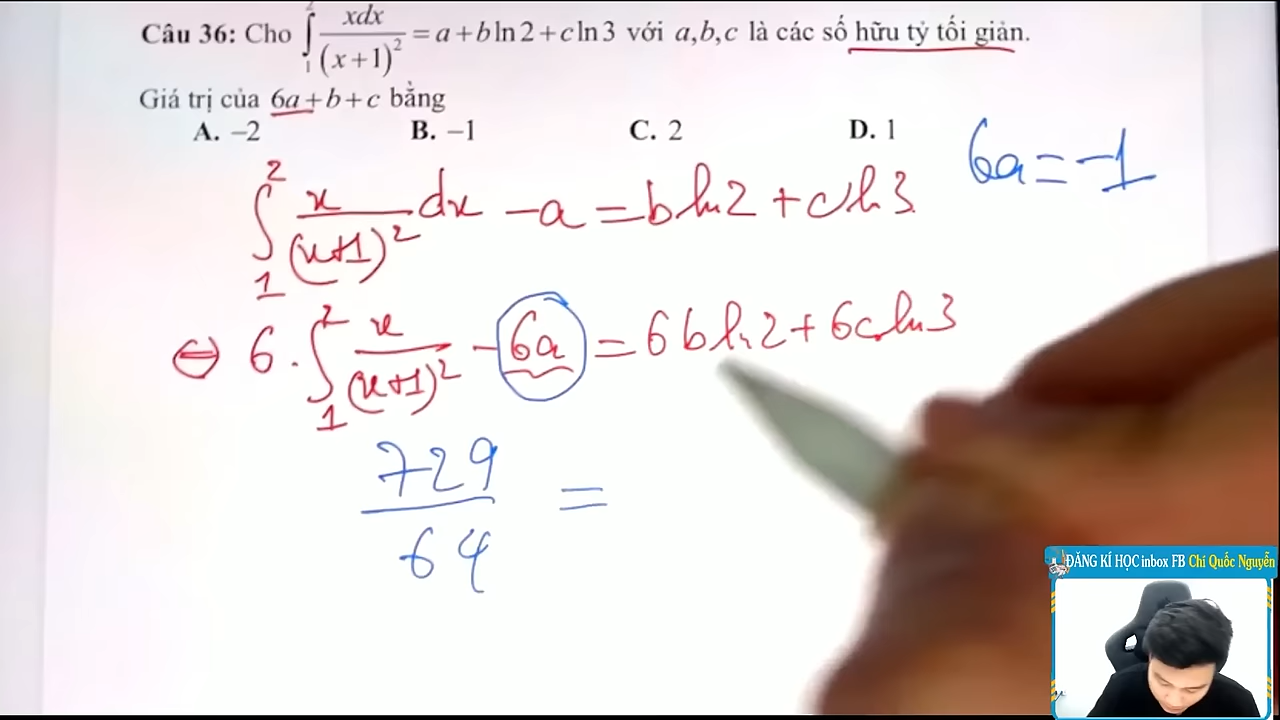 Câu 36: Cho ∫₁² xdx/(x+1)² = a + b ln 2 + c ln 3 với a,b,c là các số hữu tỷ tối giản.
Giá trị của 6a + b + c bằng
A. –2 B. –1 C. 2 D. 1
6a = –1
∫₁² x/(x+1)² dx – a = b ln 2 + c ln 3
⇔ 6 . ∫₁² x/(x+1)² – 6a = 6b ln 2 + 6c ln 3
729/64 =
ĐĂNG KÍ HỌC inbox FB Chí Quốc Nguyễn